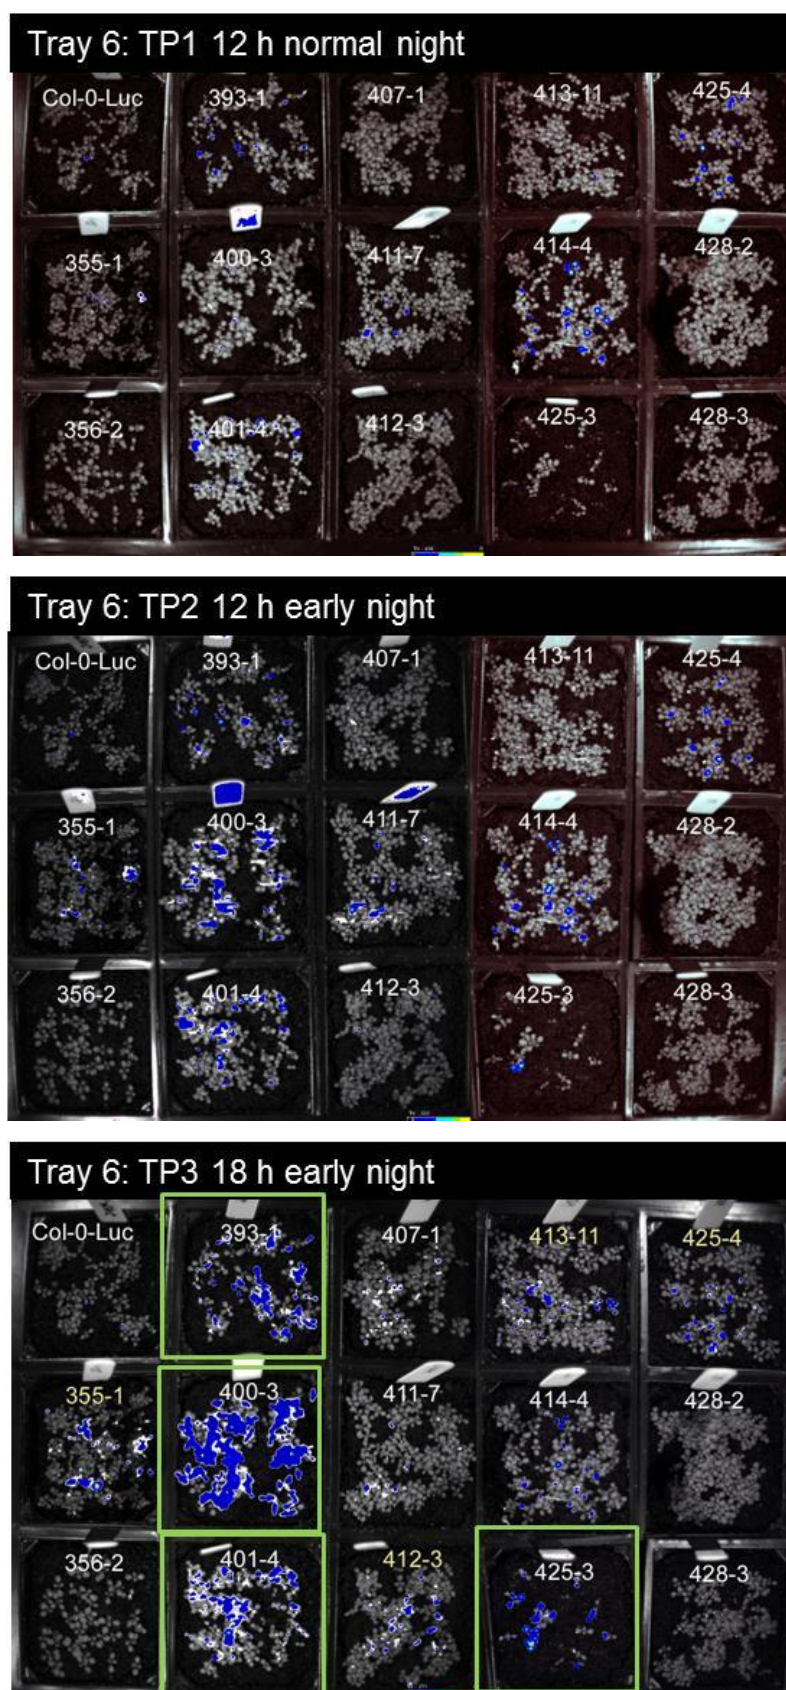 Tray 6: TP1 12 h normal night
Col-0-Luc 393-1 407-1 413-11 425-4
355-1 400-3 411-7 414-4 428-2
356-2 401-4 412-3 425-3 428-3
Tray 6: TP2 12 h early night
Col-0-Luc 393-1 407-1 413-11 425-4
355-1 400-3 411-7 414-4 428-2
356-2 401-4 412-3 425-3 428-3
Tray 6: TP3 18 h early night
Col-0-Luc 393-1 407-1 413-11 425-4
355-1 400-3 411-7 414-4 428-2
356-2 401-4 412-3 425-3 428-3